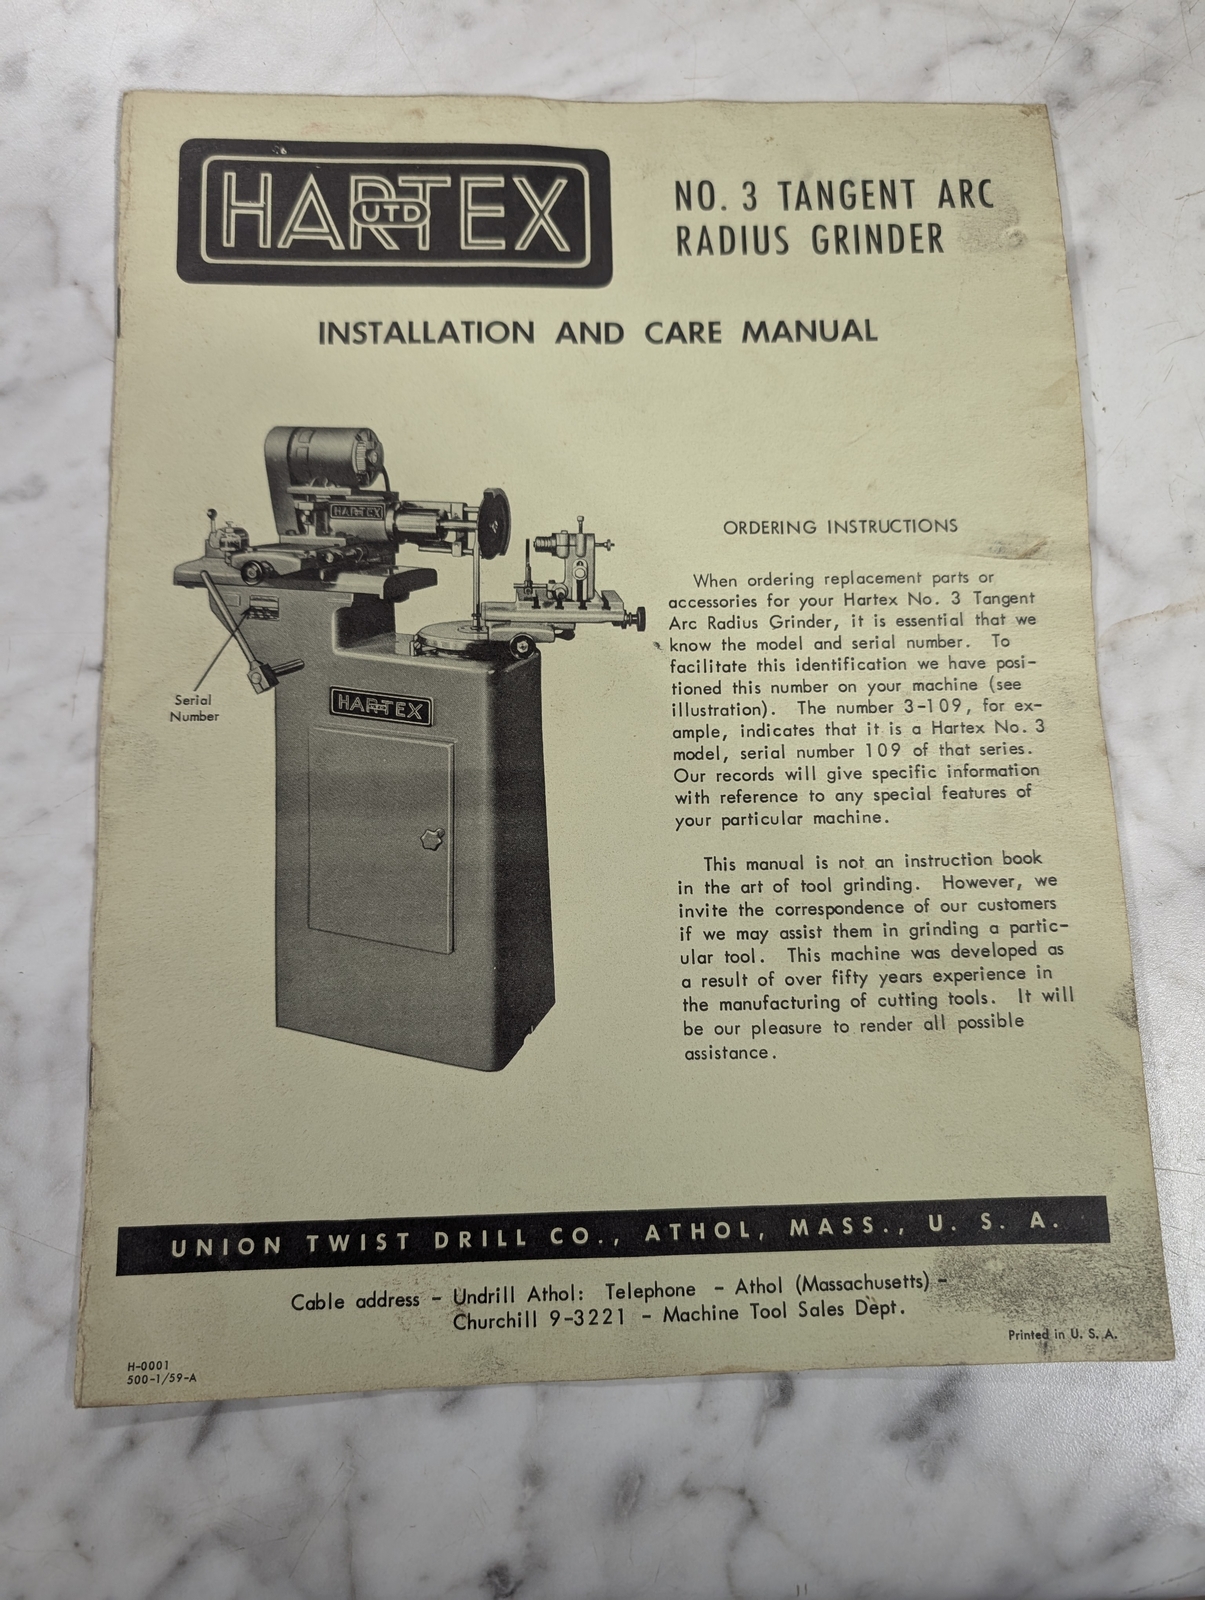 HARTEX
UTD
NO. 3 TANGENT ARC
RADIUS GRINDER
INSTALLATION AND CARE MANUAL
HARTEX
Serial
Number
HARTEX
ORDERING INSTRUCTIONS
When ordering replacement parts or
accessories for your Hartex No. 3 Tangent
Arc Radius Grinder, it is essential that we
know the model and serial number. To
facilitate this identification we have posi-
tioned this number on your machine (see
illustration). The number 3-109, for ex-
ample, indicates that it is a Hartex No. 3
model, serial number 109 of that series.
Our records will give specific information
with reference to any special features of
your particular machine.
This manual is not an instruction book
in the art of tool grinding. However, we
invite the correspondence of our customers
if we may assist them in grinding a partic-
ular tool. This machine was developed as
a result of over fifty years experience in
the manufacturing of cutting tools. It will
be our pleasure to render all possible
assistance.
UNION TWIST DRILL CO., ATHOL, MASS., U. S. A.
Cable address - Undrill Athol: Telephone - Athol (Massachusetts) -
Churchill 9-3221 - Machine Tool Sales Dept.
Printed in U. S. A.
H-0001
500-1/59-A